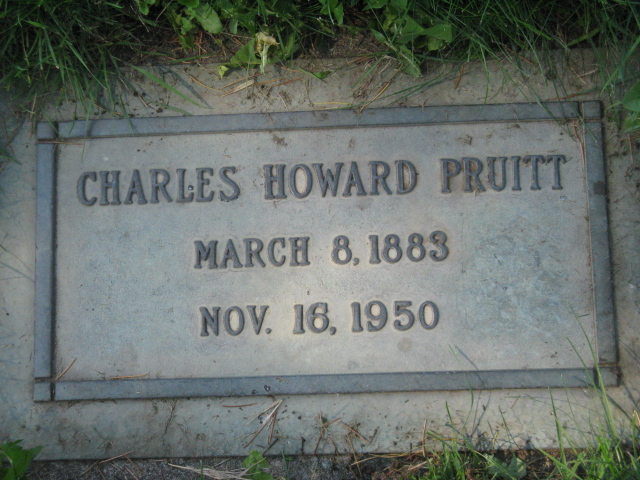 CHARLES HOWARD PRUITT
MARCH 8, 1883
NOV. 16, 1950